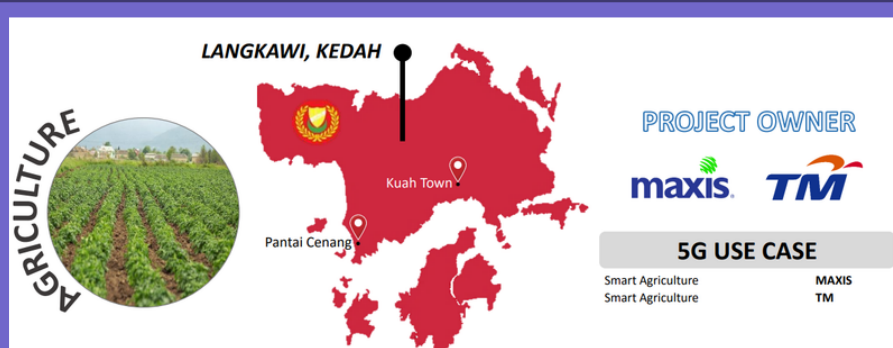 LANGKAWI, KEDAH
AGRICULTURE
Kuah Town
Pantai Cenang
PROJECT OWNER
maxis.
TM
5G USE CASE
Smart Agriculture MAXIS
Smart Agriculture TM